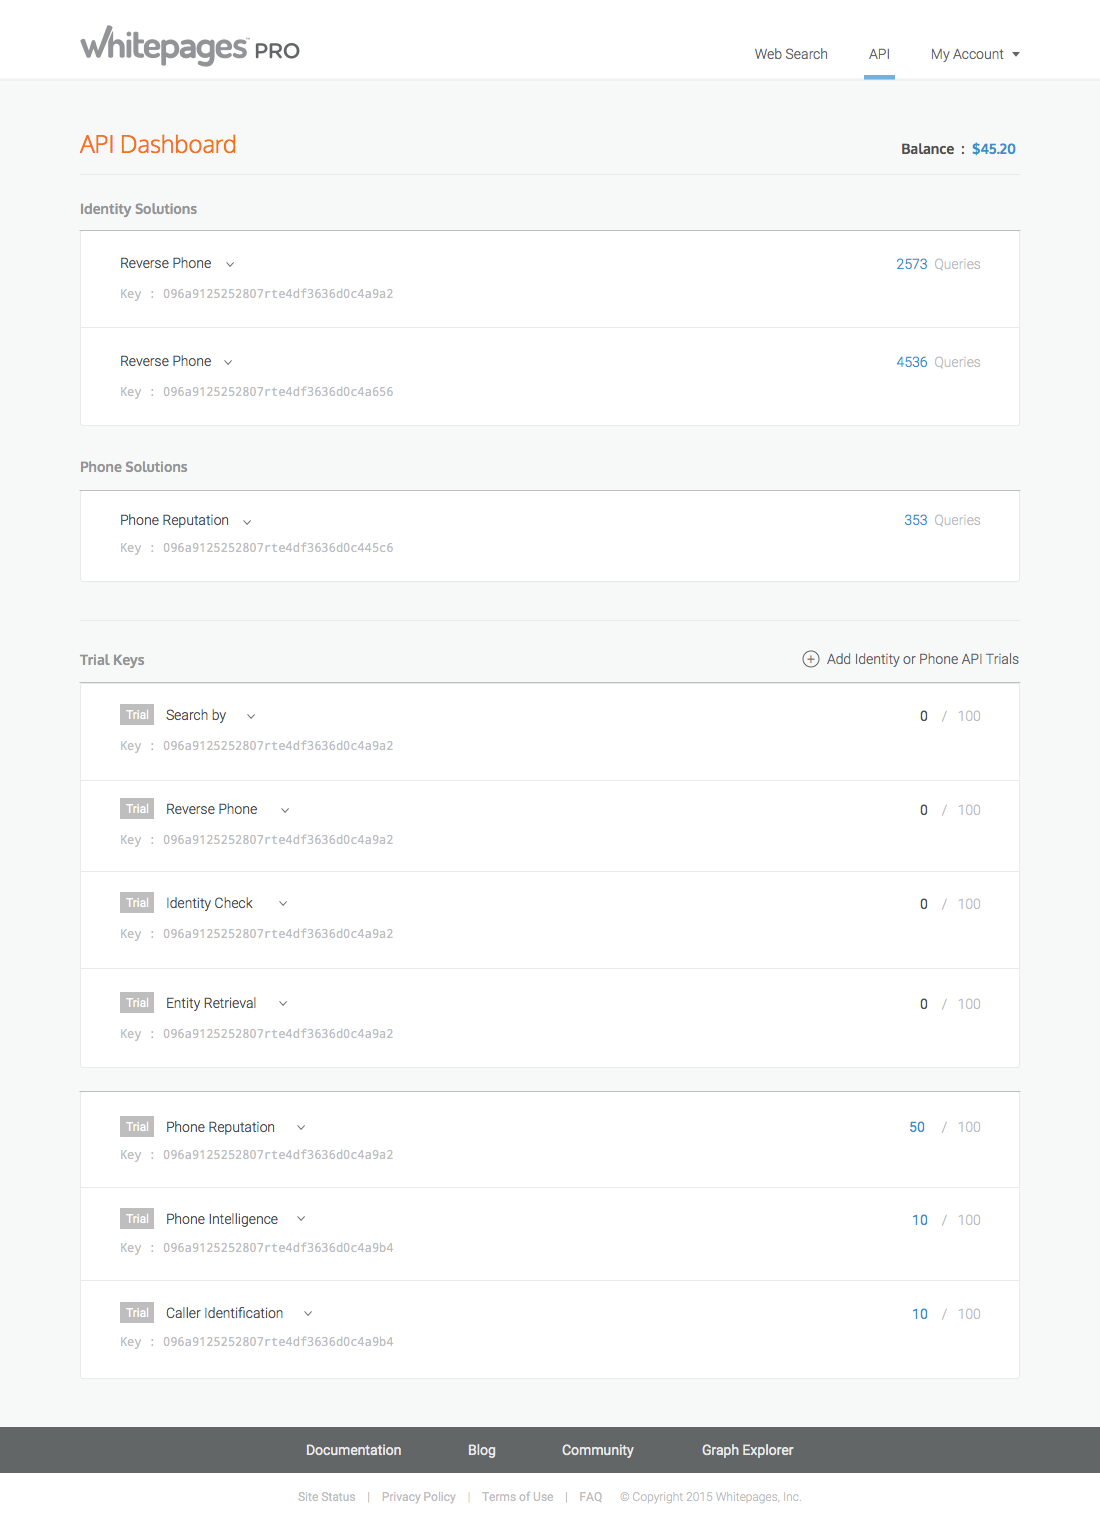 whitepages™ PRO
Web Search API My Account
API Dashboard
Balance : $45.20
Identity Solutions
Reverse Phone
2573 Queries
Key : 096a9125252807rte4df3636d0c4a9a2
Reverse Phone
4536 Queries
Key : 096a9125252807rte4df3636d0c4a656
Phone Solutions
Phone Reputation
353 Queries
Key : 096a9125252807rte4df3636d0c445c6
Trial Keys
Add Identity or Phone API Trials
Trial Search by
0 / 100
Key : 096a9125252807rte4df3636d0c4a9a2
Trial Reverse Phone
0 / 100
Key : 096a9125252807rte4df3636d0c4a9a2
Trial Identity Check
0 / 100
Key : 096a9125252807rte4df3636d0c4a9a2
Trial Entity Retrieval
0 / 100
Key : 096a9125252807rte4df3636d0c4a9a2
Trial Phone Reputation
50 / 100
Key : 096a9125252807rte4df3636d0c4a9a2
Trial Phone Intelligence
10 / 100
Key : 096a9125252807rte4df3636d0c4a9b4
Trial Caller Identification
10 / 100
Key : 096a9125252807rte4df3636d0c4a9b4
Documentation Blog Community Graph Explorer
Site Status | Privacy Policy | Terms of Use | FAQ © Copyright 2015 Whitepages, Inc.